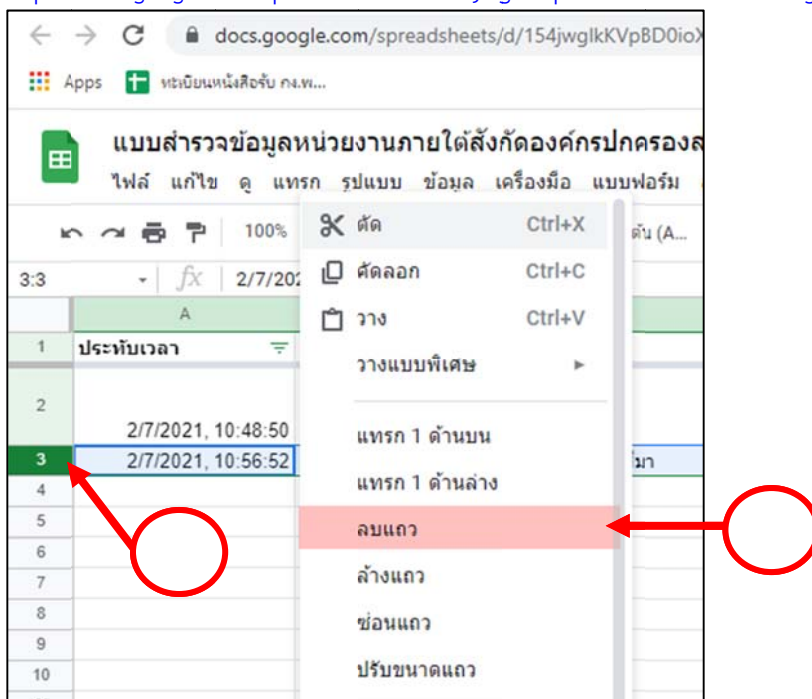 docs.google.com/spreadsheets/d/154jwglkKVpBD0ioX
Apps ทะเบียนหนังสือรับ กง.พ...
แบบสำรวจข้อมูลหน่วยงานภายใต้สังกัดองค์กรปกครองส
ไฟล์ แก้ไข ดู แทรก รูปแบบ ข้อมูล เครื่องมือ แบบฟอร์ม
100% ตัด Ctrl+X ต้น (A...
3:3 fx 2/7/202 คัดลอก Ctrl+C
A วาง Ctrl+V
1 ประทับเวลา
วางแบบพิเศษ
2 2/7/2021, 10:48:50
แทรก 1 ด้านบน
3 2/7/2021, 10:56:52 โมา
4 แทรก 1 ด้านล่าง
5 ลบแถว
6
7 ล้างแถว
8 ซ่อนแถว
9
10 ปรับขนาดแถว